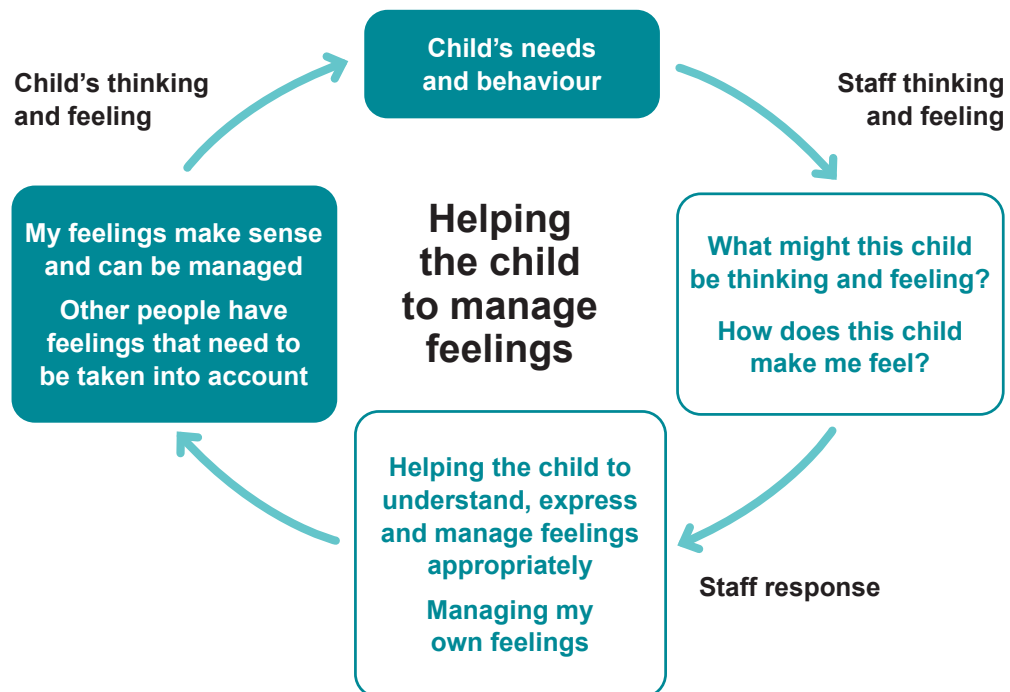 Child’s needs
and behaviour
Child’s thinking
and feeling
Staff thinking
and feeling
My feelings make sense
and can be managed
Other people have
feelings that need to
be taken into account
Helping
the child
to manage
feelings
What might this child
be thinking and feeling?
How does this child
make me feel?
Helping the child to
understand, express
and manage feelings
appropriately
Managing my
own feelings
Staff response